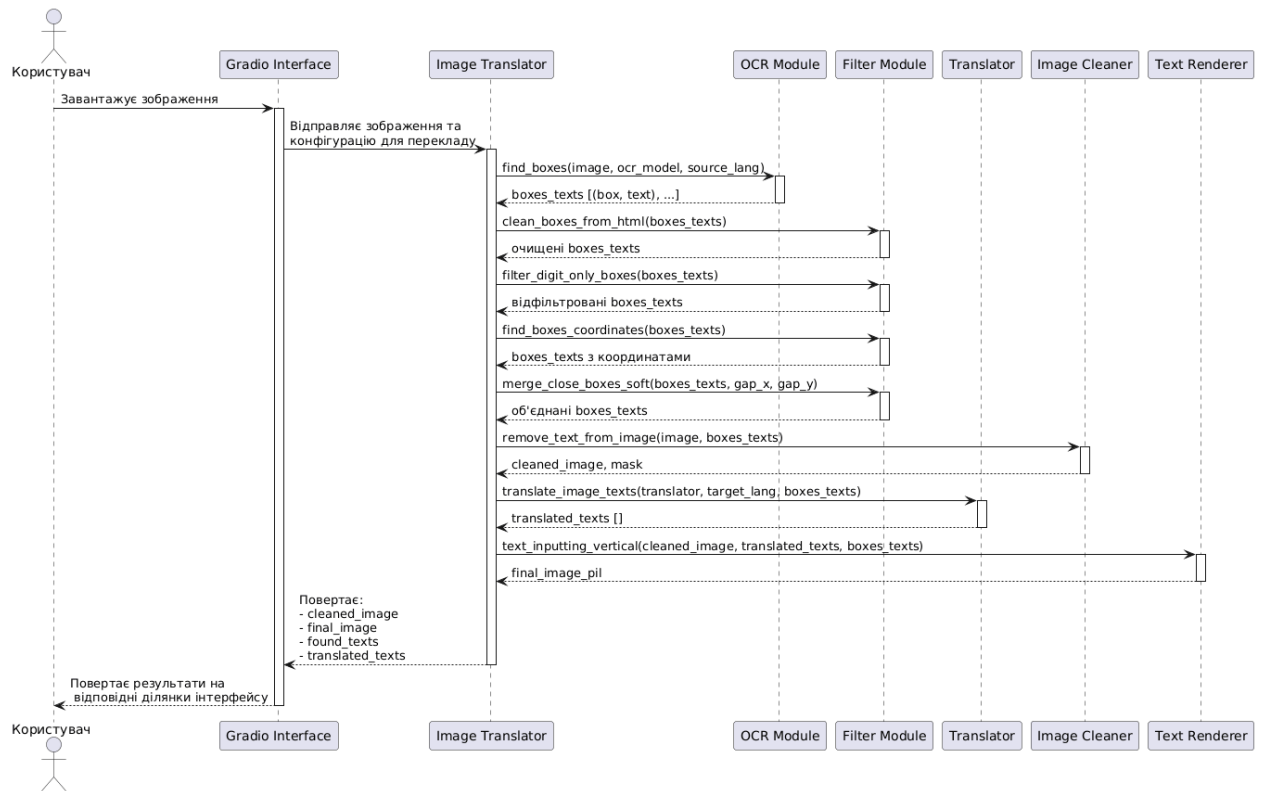 Користувач
Gradio Interface
Image Translator
OCR Module
Filter Module
Translator
Image Cleaner
Text Renderer
Завантажує зображення
Відправляє зображення та
конфігурацію для перекладу
find_boxes(image, ocr_model, source_lang)
boxes_texts [(box, text), ...]
clean_boxes_from_html(boxes_texts)
очищені boxes_texts
filter_digit_only_boxes(boxes_texts)
відфільтровані boxes_texts
find_boxes_coordinates(boxes_texts)
boxes_texts з координатами
merge_close_boxes_soft(boxes_texts, gap_x, gap_y)
об'єднані boxes_texts
remove_text_from_image(image, boxes_texts)
cleaned_image, mask
translate_image_texts(translator, target_lang, boxes_texts)
translated_texts []
text_inputting_vertical(cleaned_image, translated_texts, boxes_texts)
final_image_pil
Повертає:
- cleaned_image
- final_image
- found_texts
- translated_texts
Повертає результати на
відповідні ділянки інтерфейсу
Користувач
Gradio Interface
Image Translator
OCR Module
Filter Module
Translator
Image Cleaner
Text Renderer